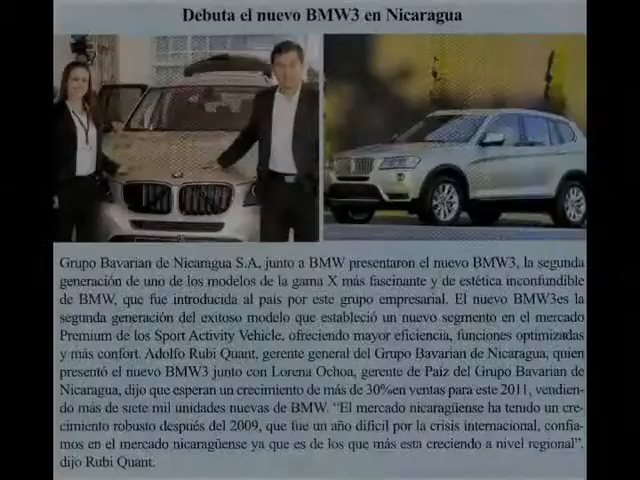 Debuta el nuevo BMW3 en Nicaragua
Grupo Bavarian de Nicaragua S.A, junto a BMW presentaron el nuevo BMW3, la segunda
generación de uno de los modelos de la gama X más fascinante y de estética inconfundible
de BMW, que fue introducida al país por este grupo empresarial. El nuevo BMW3es la
segunda generación del exitoso modelo que estableció un nuevo segmento en el mercado
Premium de los Sport Activity Vehicle, ofreciendo mayor eficiencia, funciones optimizadas
y más confort. Adolfo Rubi Quant, gerente general del Grupo Bavarian de Nicaragua, quien
presentó el nuevo BMW3 junto con Lorena Ochoa, gerente de Paiz del Grupo Bavarian de
Nicaragua, dijo que esperan un crecimiento de más de 30%en ventas para este 2011, vendien-
do más de siete mil unidades nuevas de BMW. “El mercado nicaragüense ha tenido un cre-
cimiento robusto después del 2009, que fue un año dificil por la crisis internacional, confia-
mos en el mercado nicaragüense ya que es de los que más esta creciendo a nivel regional”,
dijo Rubi Quant.